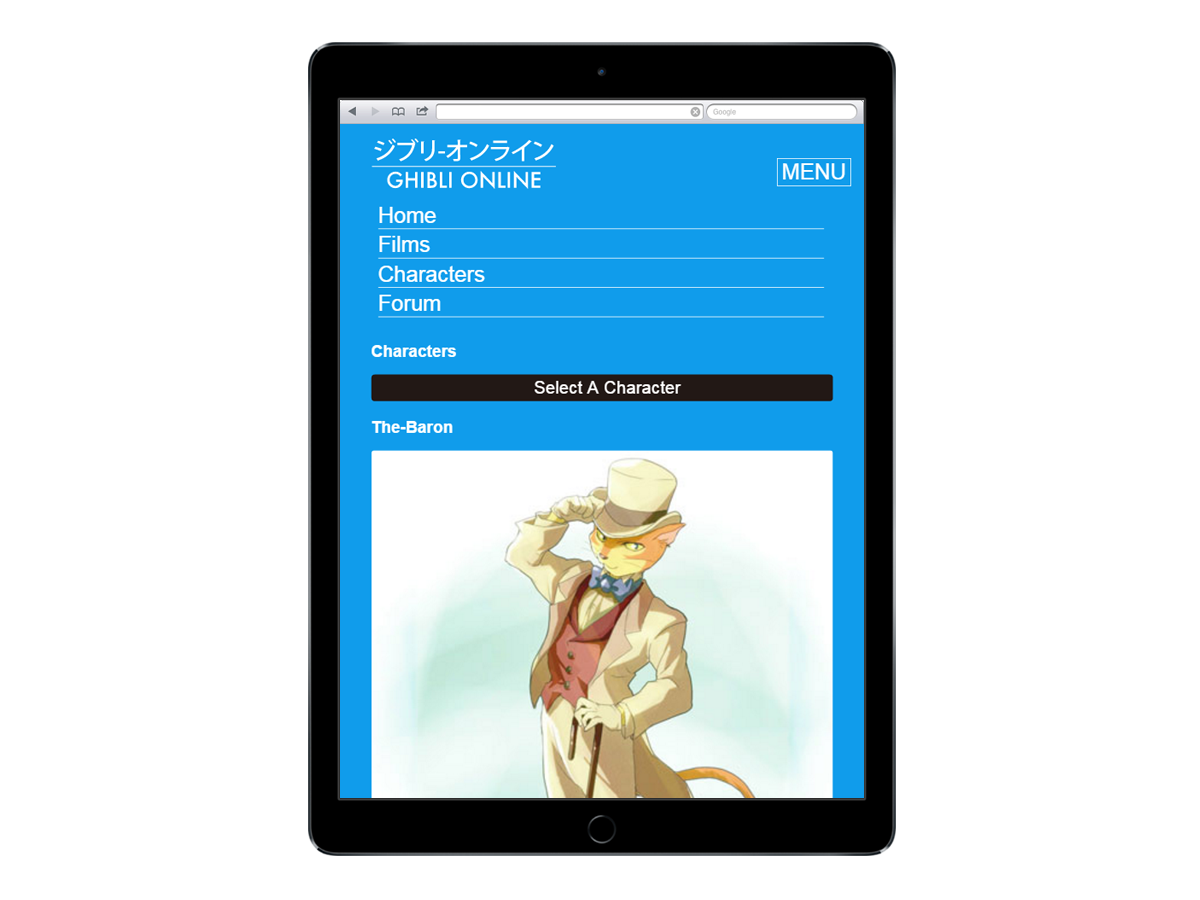 Google
ジブリ-オンライン
GHIBLI ONLINE
MENU
Home
Films
Characters
Forum
Characters
Select A Character
The-Baron